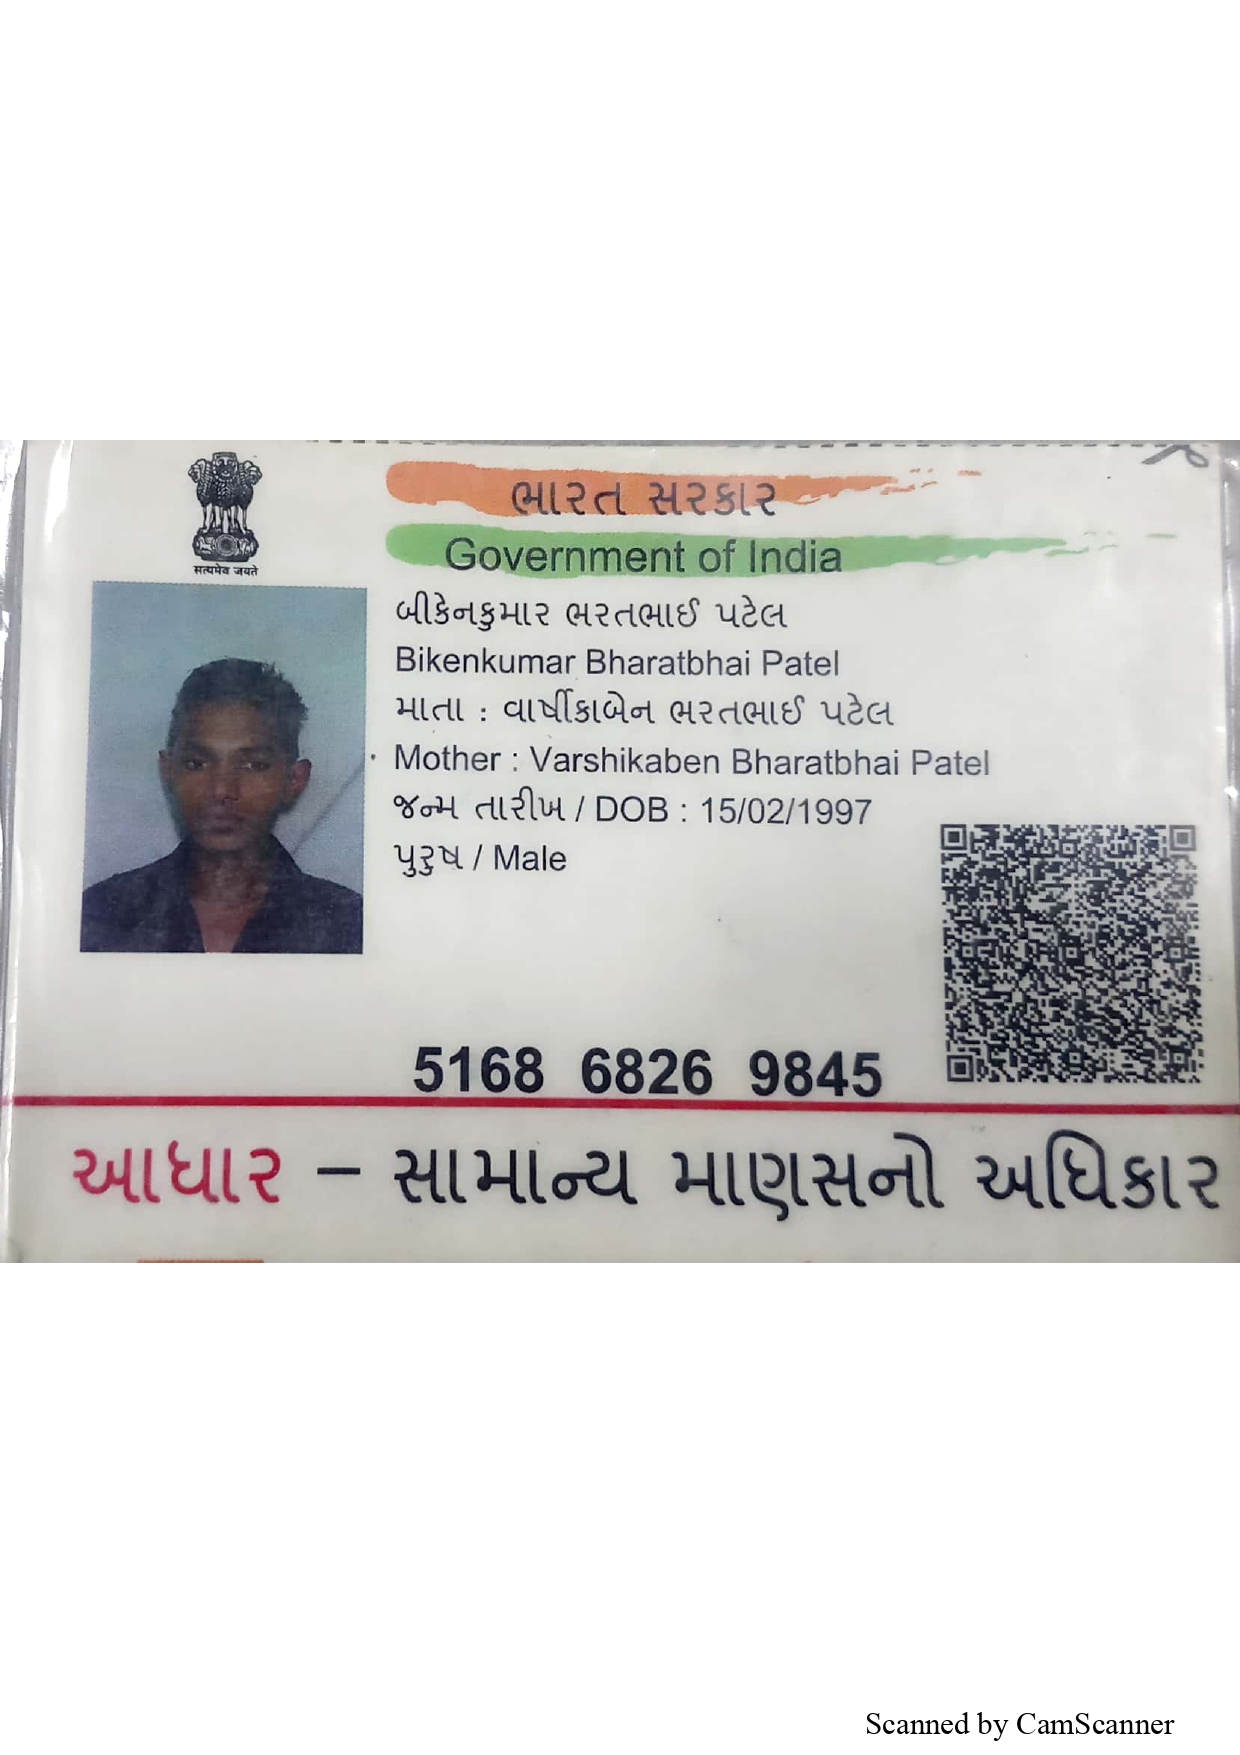 सत्यमेव जयते
ભારત સરકાર
Government of India
બીકેનકુમાર ભરતભાઈ પટેલ
Bikenkumar Bharatbhai Patel
માતા : વાર્ષીકાબેન ભરતભાઈ પટેલ
Mother : Varshikaben Bharatbhai Patel
જન્મ તારીખ / DOB : 15/02/1997
પુરુષ / Male
5168 6826 9845
આધાર – સામાન્ય માણસનો અધિકાર
Scanned by CamScanner